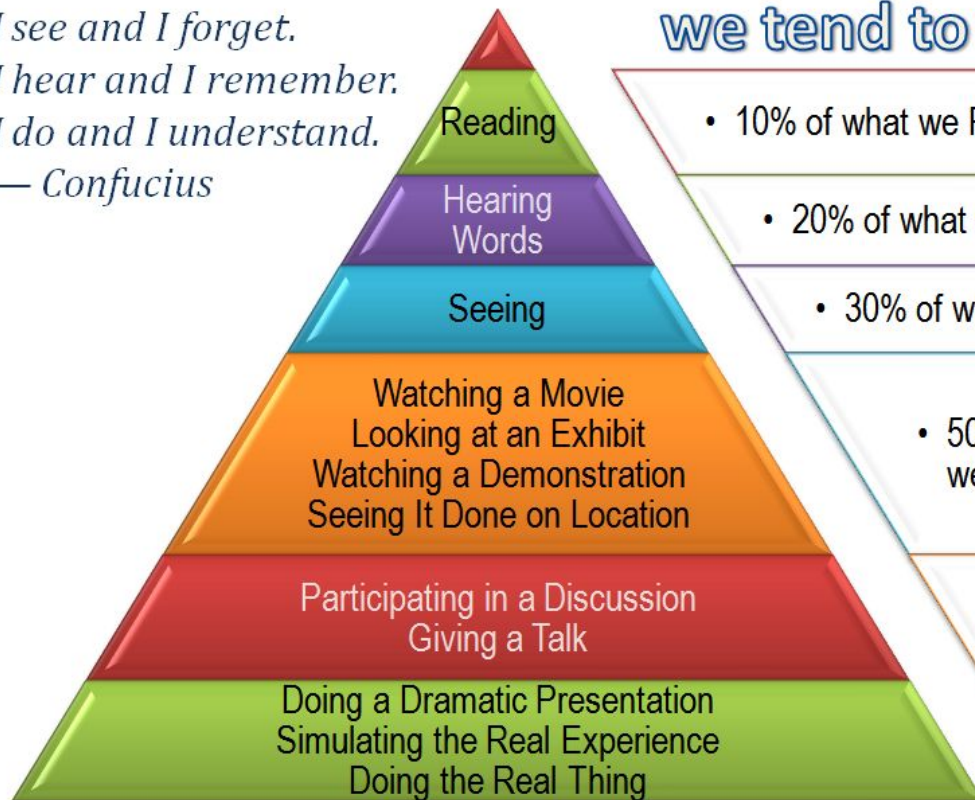 I see and I forget.
I hear and I remember.
I do and I understand.
— Confucius
we tend to
Reading
Hearing
Words
Seeing
Watching a Movie
Looking at an Exhibit
Watching a Demonstration
Seeing It Done on Location
Participating in a Discussion
Giving a Talk
Doing a Dramatic Presentation
Simulating the Real Experience
Doing the Real Thing
• 10% of what we
• 20% of what
• 30% of